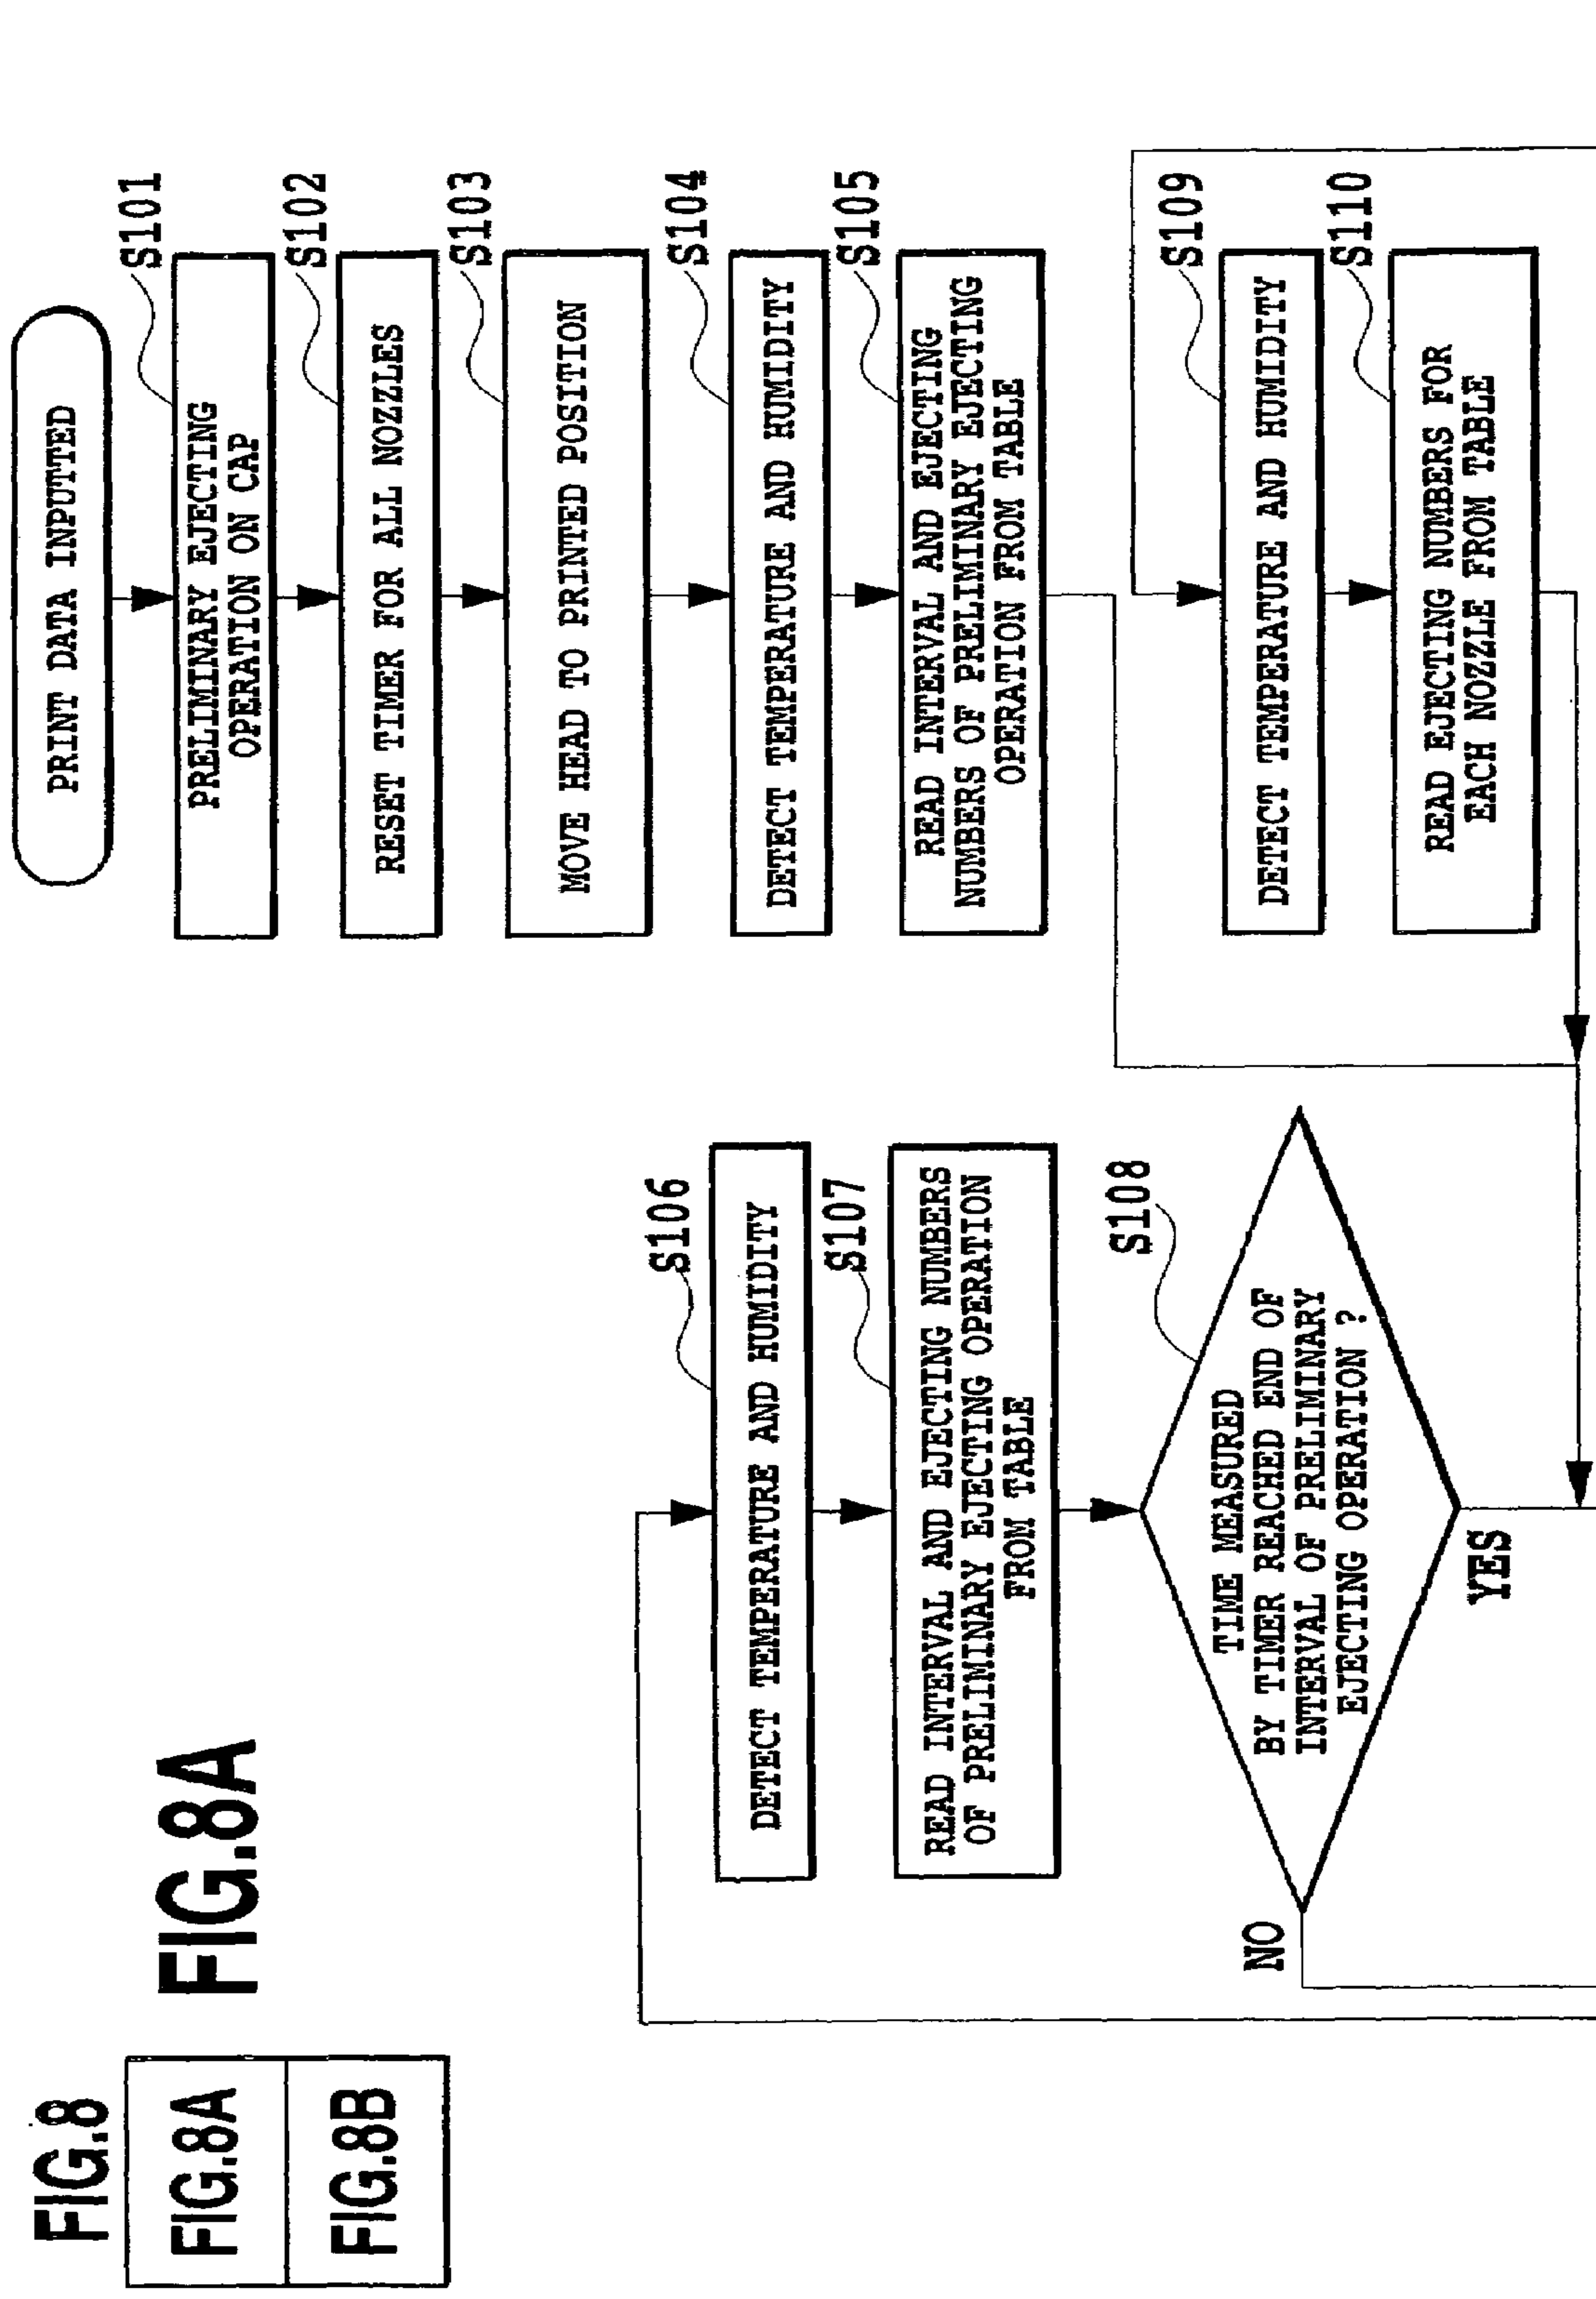 FIG.8
FIG.8A
FIG.8B
FIG.8A
PRINT DATA INPUTTED
S101
PRELIMINARY EJECTING
OPERATION ON CAP
S102
RESET TIMER FOR ALL NOZZLES
S103
MOVE HEAD TO PRINTED POSITION
S104
DETECT TEMPERATURE AND HUMIDITY
S105
READ INTERVAL AND EJECTING
NUMBERS OF PRELIMINARY EJECTING
OPERATION FROM TABLE
S106
DETECT TEMPERATURE AND HUMIDITY
S107
READ INTERVAL AND EJECTING NUMBERS
OF PRELIMINARY EJECTING OPERATION
FROM TABLE
S108
TIME MEASURED
BY TIMER REACHED END OF
INTERVAL OF PRELIMINARY
EJECTING OPERATION ?
NO
YES
S109
DETECT TEMPERATURE AND HUMIDITY
S110
READ EJECTING NUMBERS FOR
EACH NOZZLE FROM TABLE